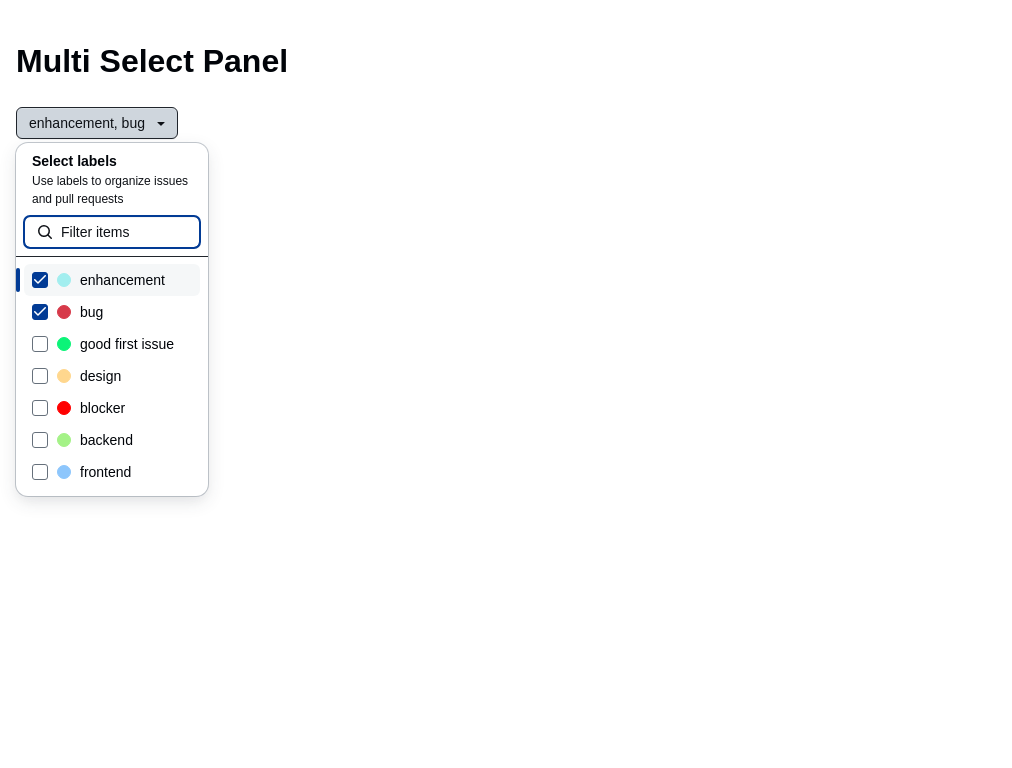 Multi Select Panel
enhancement, bug
Select labels
Use labels to organize issues
and pull requests
Filter items
enhancement
bug
good first issue
design
blocker
backend
frontend